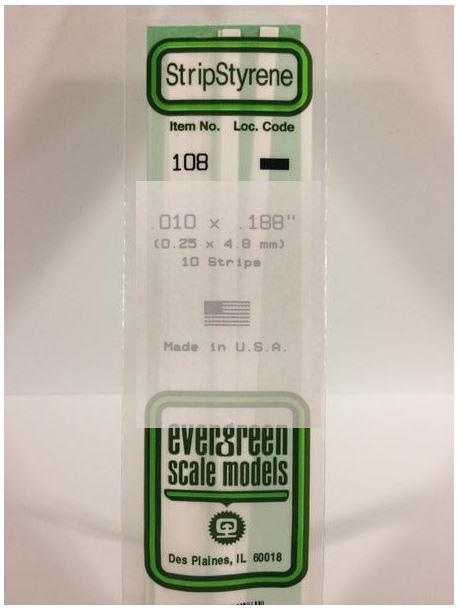 StripStyrene
Item No. Loc. Code
108
.010 x .188"
(0.25 x 4.8 mm)
10 Strips
Made in U.S.A.
evergreen
scale models
Des Plaines, IL 60018